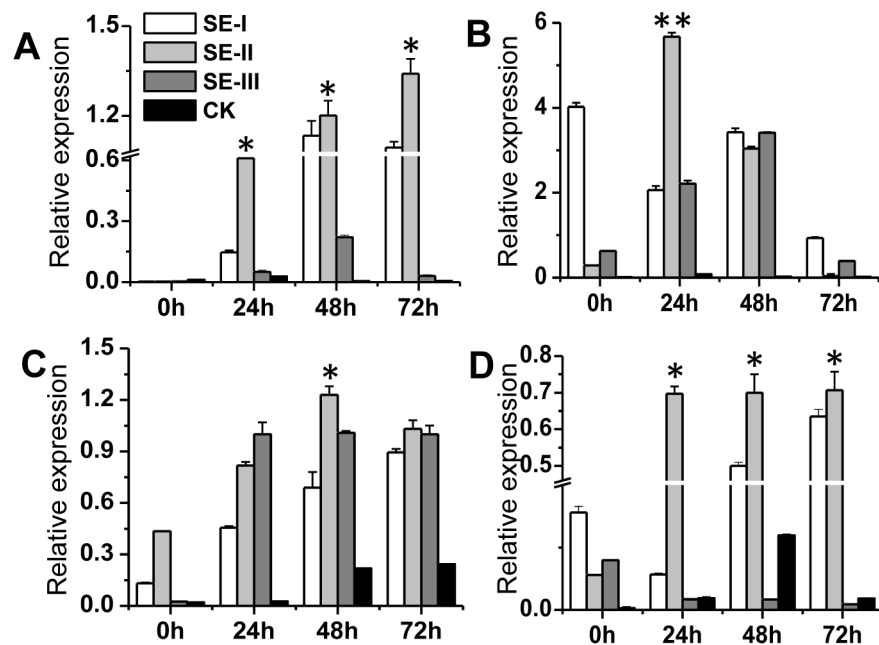 A
Relative expression
1.5
1.2
0.6
0.3
0.0
SE-I
SE-II
SE-III
CK
*
*
*
0h 24h 48h 72h
B
Relative expression
6
4
2
0
**
0h 24h 48h 72h
C
Relative expression
1.5
1.2
0.9
0.6
0.3
0.0
*
0h 24h 48h 72h
D
Relative expression
0.8
0.7
0.6
0.5
0.0
*
*
*
0h 24h 48h 72h